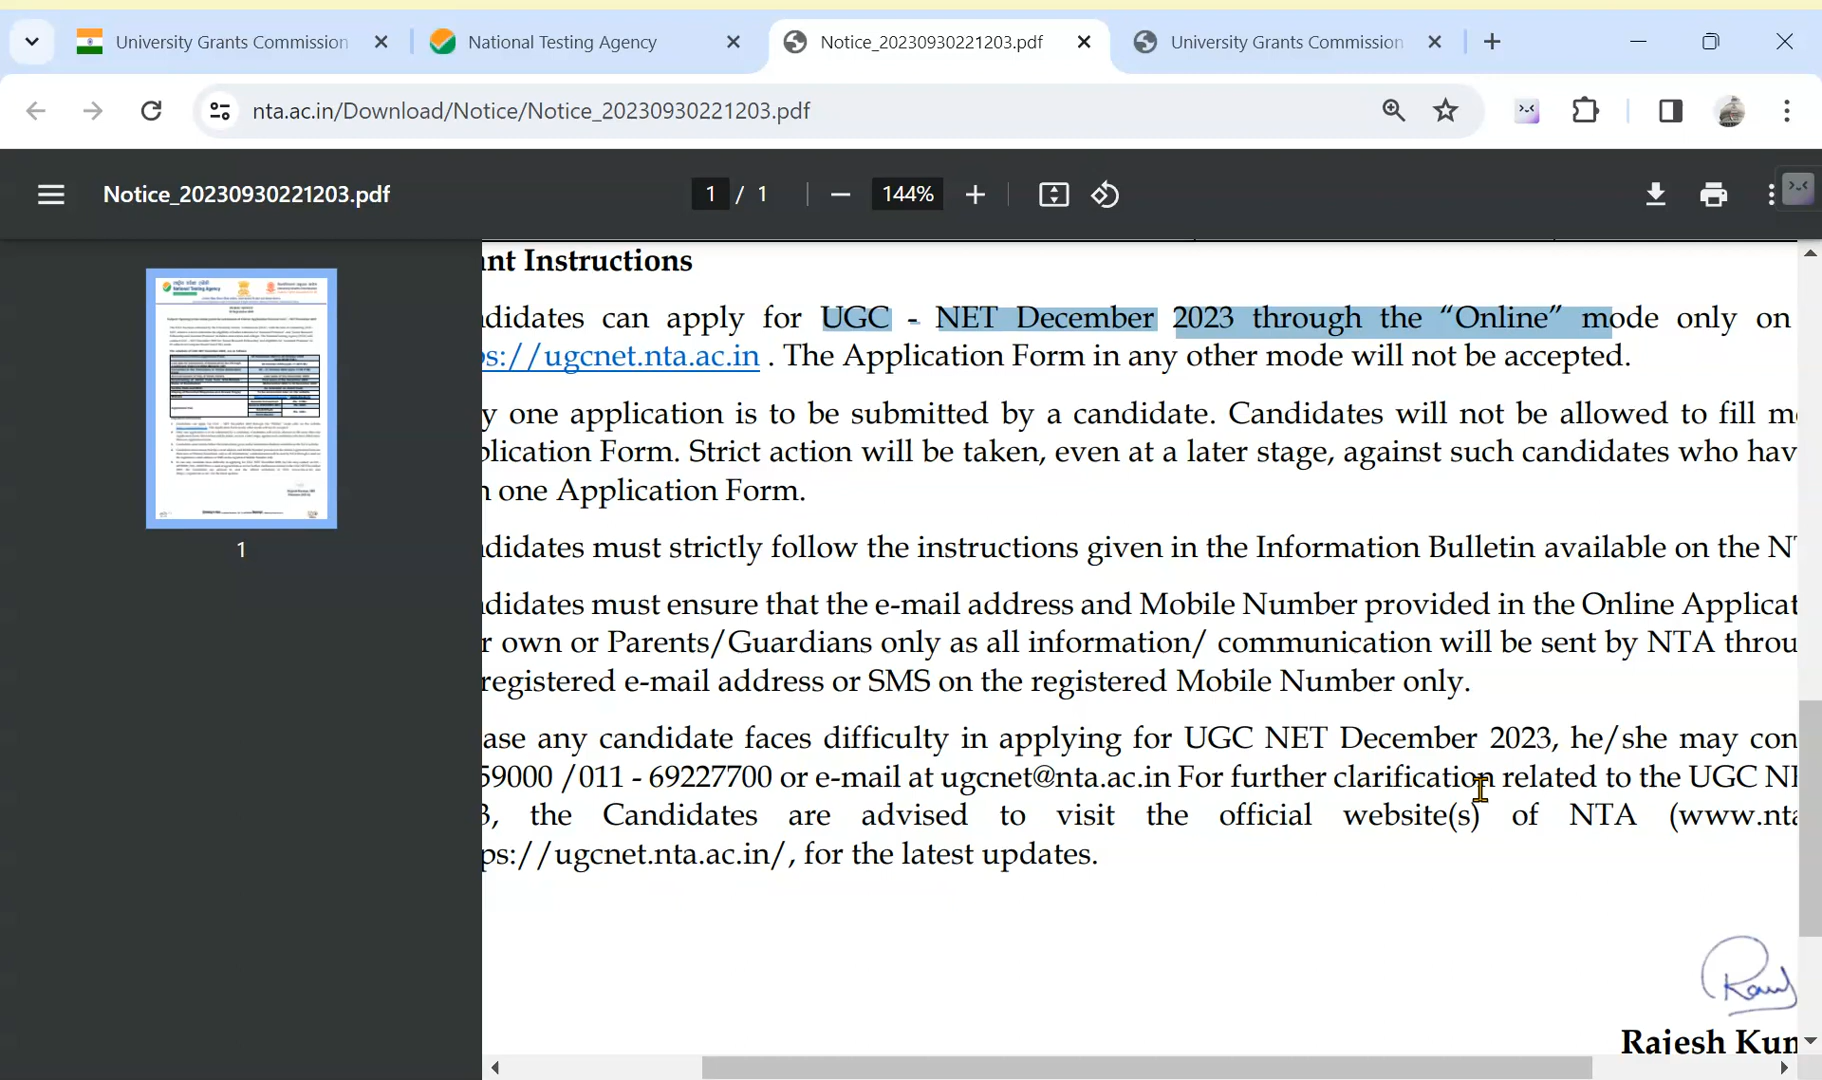 University Grants Commission
National Testing Agency
Notice_20230930221203.pdf
University Grants Commission
nta.ac.in/Download/Notice/Notice_20230930221203.pdf
Notice_20230930221203.pdf
1 / 1
144%
1
nt Instructions
didates can apply for UGC - NET December 2023 through the “Online” mode only on
ps://ugcnet.nta.ac.in . The Application Form in any other mode will not be accepted.
y one application is to be submitted by a candidate. Candidates will not be allowed to fill m
plication Form. Strict action will be taken, even at a later stage, against such candidates who hav
one Application Form.
didates must strictly follow the instructions given in the Information Bulletin available on the N
didates must ensure that the e-mail address and Mobile Number provided in the Online Applicat
r own or Parents/Guardians only as all information/ communication will be sent by NTA throu
registered e-mail address or SMS on the registered Mobile Number only.
ase any candidate faces difficulty in applying for UGC NET December 2023, he/she may con
59000 /011 - 69227700 or e-mail at ugcnet@nta.ac.in For further clarification related to the UGC N
3, the Candidates are advised to visit the official website(s) of NTA (www.nta
ps://ugcnet.nta.ac.in/, for the latest updates.
Rajesh Kum